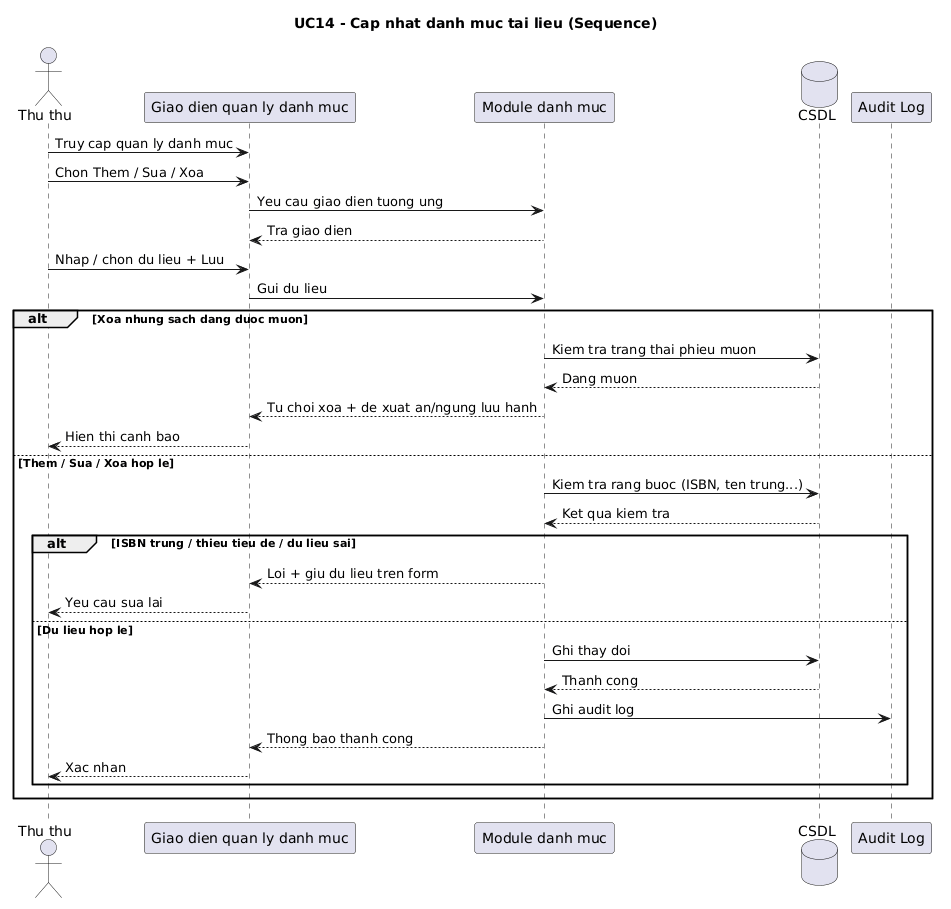 UC14 - Cap nhat danh muc tai lieu (Sequence)
Thu thu
Giao dien quan ly danh muc
Module danh muc
CSDL
Audit Log
Truy cap quan ly danh muc
Chon Them / Sua / Xoa
Yeu cau giao dien tuong ung
Tra giao dien
Nhap / chon du lieu + Luu
Gui du lieu
alt
[Xoa nhung sach dang duoc muon]
Kiem tra trang thai phieu muon
Dang muon
Tu choi xoa + de xuat an/ngung luu hanh
Hien thi canh bao
[Them / Sua / Xoa hop le]
Kiem tra rang buoc (ISBN, ten trung...)
Ket qua kiem tra
alt
[ISBN trung / thieu tieu de / du lieu sai]
Loi + giu du lieu tren form
Yeu cau sua lai
[Du lieu hop le]
Ghi thay doi
Thanh cong
Ghi audit log
Thong bao thanh cong
Xac nhan
Thu thu
Giao dien quan ly danh muc
Module danh muc
CSDL
Audit Log